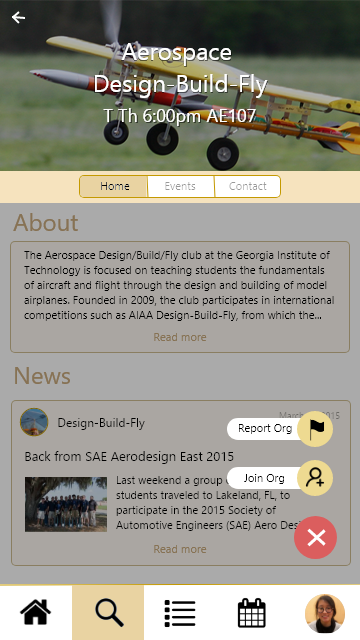 Aerospace
Design-Build-Fly
T Th 6:00pm AE107
Home Events Contact
About
The Aerospace Design/Build/Fly club at the Georgia Institute of
Technology is focused on teaching students the fundamentals
of aircraft and flight through the design and building of model
airplanes. Founded in 2009, the club participates in international
competitions such as AIAA Design-Build-Fly, from which the...
Read more
News
2015
Design-Build-Fly
Report Org
Back from SAE Aerodesign East 2015
Join Org
Last weekend a group
students traveled to Lakeland, FL, to
participate in the 2015 Society of
Automotive Engineers (SAE) Aero
Read more